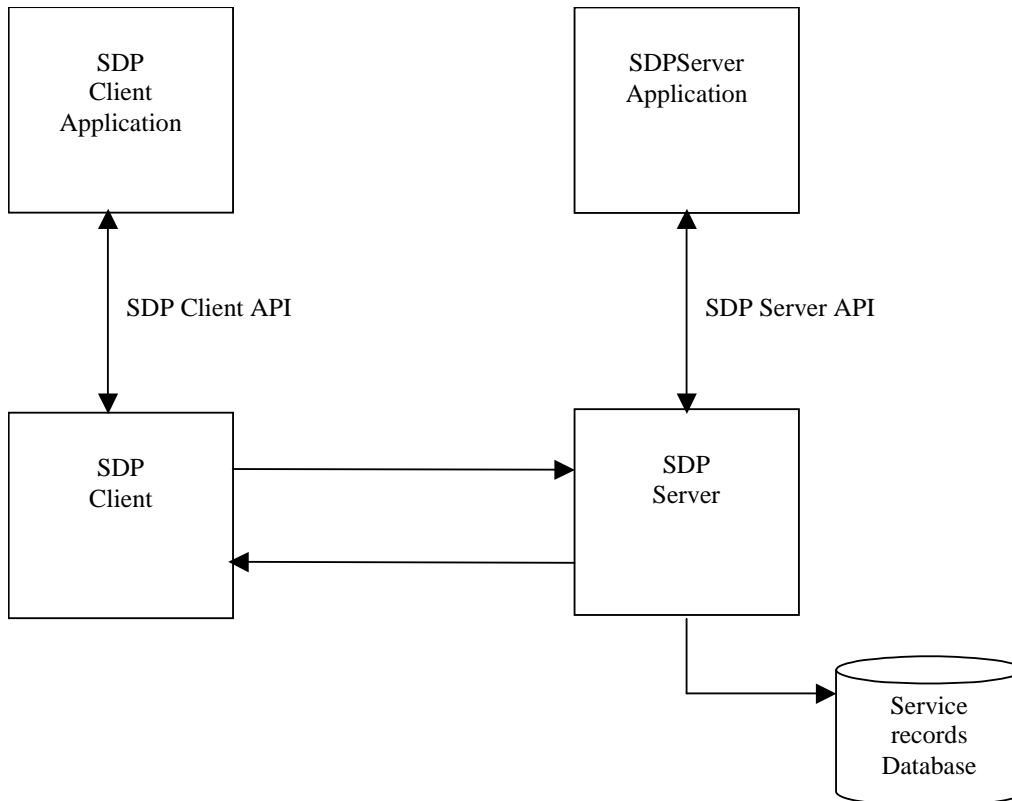 SDP
Client
Application
SDPServer
Application
SDP Client API
SDP Server API
SDP
Client
SDP
Server
Service
records
Database